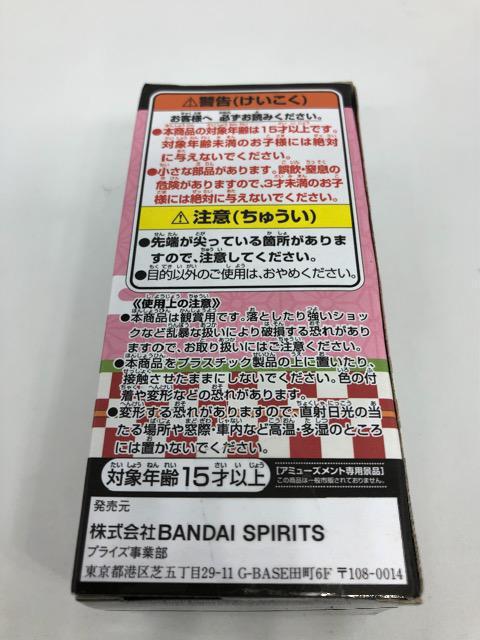 ⚠警告(けいこく)
お客様へ 必ずお読みください。
●本商品の対象年齢は15才以上です。
対象年齢未満のお子様には絶対
に与えないでください。
●小さな部品があります。誤飲・窒息の
危険がありますので、3才未満のお子
様には絶対に与えないでください。
⚠注意(ちゅうい)
●先端が尖っている箇所がありま
すので、注意してください。
●目的以外のご使用は、おやめください。
《使用上の注意》
●本商品は観賞用です。落としたり強いショッ
クなど乱暴な扱いにより破損する恐れがあり
ますので、お取り扱いにはご注意ください。
●本商品をプラスチック製品の上に置いたり、
接触させたままにしないでください。色の付
着や変形などの恐れがあります。
●変形する恐れがありますので、直射日光の当
たる場所や窓際・車内など高温・多湿のところ
には置かないでください。
対象年齢 15才以上
【アミューズメント専用景品】
この商品は一般市販されておりません。
発売元
株式会社BANDAI SPIRITS
プライズ事業部
東京都港区芝五丁目29-11 G-BASE田町6F 〒108-0014